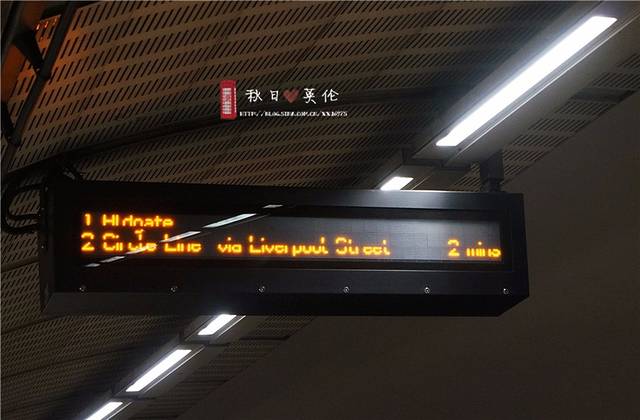 秋日❤英伦
1 Aldgate
2 Circle Line via Liverpool Street 2 mins